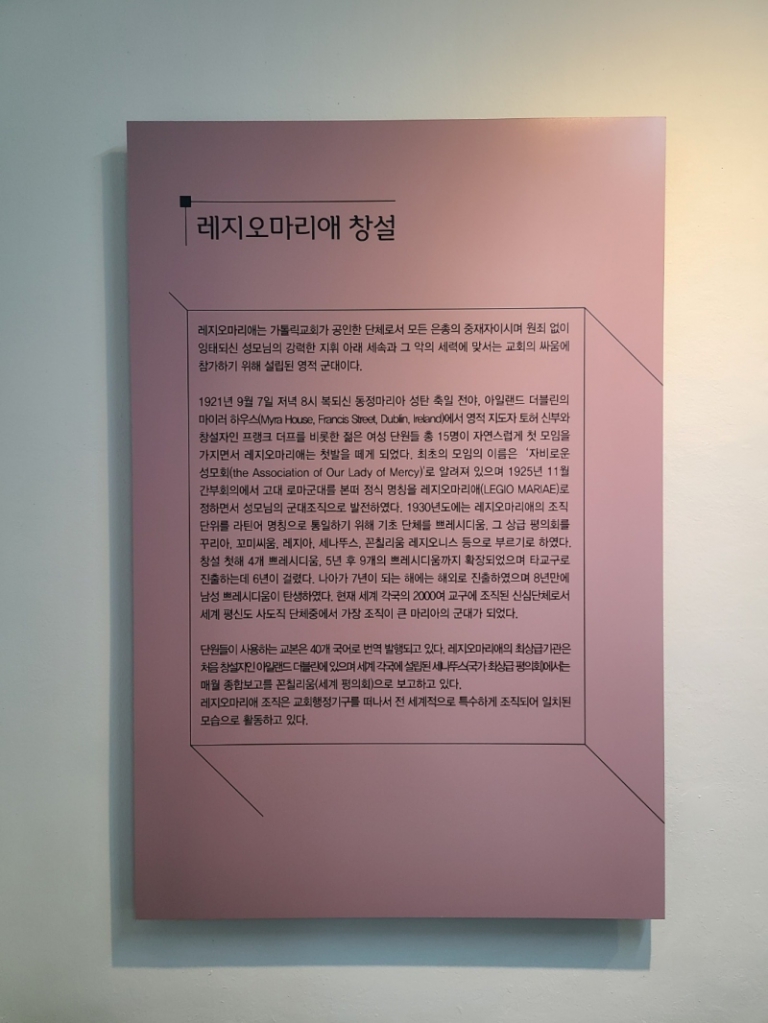 레지오마리애 창설
레지오마리애는 가톨릭교회가 공인한 단체로서 모든 은총의 중재자이시며 원죄 없이
잉태되신 성모님의 강력한 지휘 아래 세속과 그 악의 세력에 맞서는 교회의 싸움에
참가하기 위해 설립된 영적 군대이다.
1921년 9월 7일 저녁 8시 복되신 동정마리아 성탄 축일 전야, 아일랜드 더블린의
마이러 하우스(Myra House, Francis Street, Dublin, Ireland)에서 영적 지도자 토허 신부와
창설자인 프랭크 더프를 비롯한 젊은 여성 단원들 총 15명이 자연스럽게 첫 모임을
가지면서 레지오마리애는 첫발을 떼게 되었다. 최초의 모임의 이름은 '자비로운
성모회(the Association of Our Lady of Mercy)'로 알려져 있으며 1925년 11월
간부회의에서 고대 로마군대를 본떠 정식 명칭을 레지오마리애(LEGIO MARIAE)로
정하면서 성모님의 군대조직으로 발전하였다. 1930년도에는 레지오마리애의 조직
단위를 라틴어 명칭으로 통일하기 위해 기초 단체를 쁘레시디움, 그 상급 평의회를
꾸리아, 꼬미씨움, 레지아, 세나뚜스, 꼰칠리움 레지오니스 등으로 부르기로 하였다.
창설 첫해 4개 쁘레시디움, 5년 후 9개의 쁘레시디움까지 확장되었으며 타교구로
진출하는데 6년이 걸렸다. 나아가 7년이 되는 해에는 해외로 진출하였으며 8년만에
남성 쁘레시디움이 탄생하였다. 현재 세계 각국의 2000여 교구에 조직된 신심단체로서
세계 평신도 사도직 단체중에서 가장 조직이 큰 마리아의 군대가 되었다.
단원들이 사용하는 교본은 40개 국어로 번역 발행되고 있다. 레지오마리애의 최상급기관은
처음 창설지인 아일랜드 더블린에 있으며 세계 각국에 설립된 세나뚜스(국가 최상급 평의회)에서는
매월 종합보고를 꼰칠리움(세계 평의회)으로 보고하고 있다.
레지오마리애 조직은 교회행정기구를 떠나서 전 세계적으로 특수하게 조직되어 일치된
모습으로 활동하고 있다.